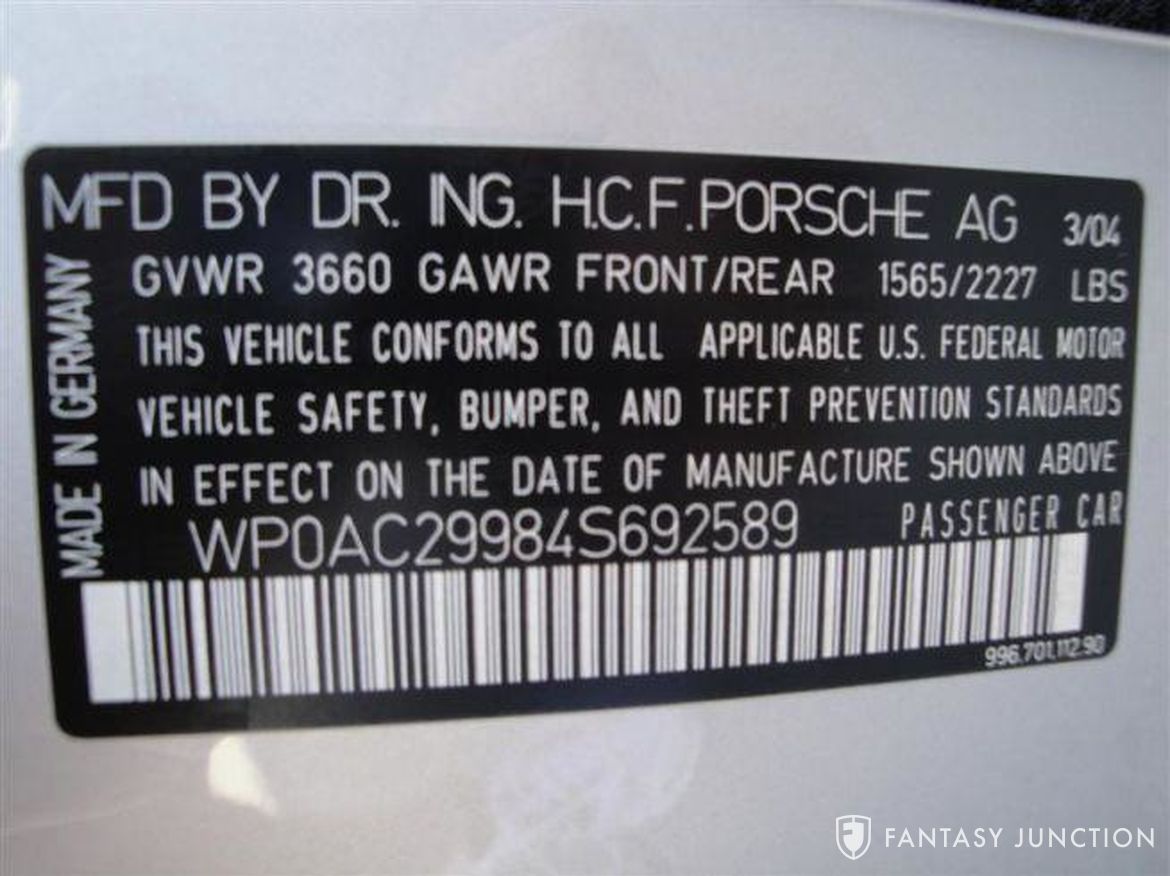 MFD BY DR. ING. H.C.F.PORSCHE AG 3/04
GVWR 3660 GAWR FRONT/REAR 1565/2227 LBS
THIS VEHICLE CONFORMS TO ALL APPLICABLE U.S. FEDERAL MOTOR
VEHICLE SAFETY, BUMPER, AND THEFT PREVENTION STANDARDS
IN EFFECT ON THE DATE OF MANUFACTURE SHOWN ABOVE
WP0AC29984S692589 PASSENGER CAR
MADE IN GERMANY
996.701.112.90
FANTASY JUNCTION